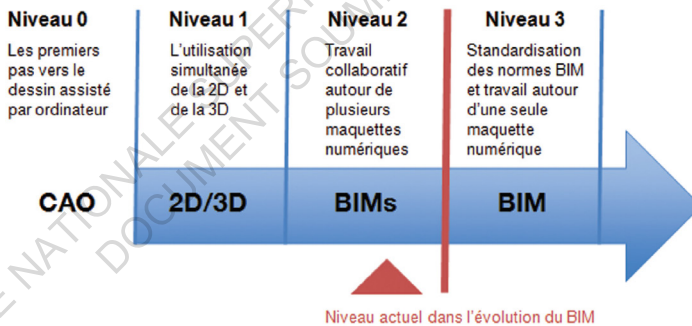 Niveau 0
Les premiers
pas vers le
dessin assisté
par ordinateur
Niveau 1
L'utilisation
simultanée
de la 2D et
de la 3D
Niveau 2
Travail
collaboratif
autour de
plusieurs
maquettes
numériques
Niveau 3
Standardisation
des normes BIM
et travail autour
d'une seule
maquette
numérique
CAO
2D/3D
BIMs
BIM
Niveau actuel dans l'évolution du BIM
NATIONALE
DOCUMENT